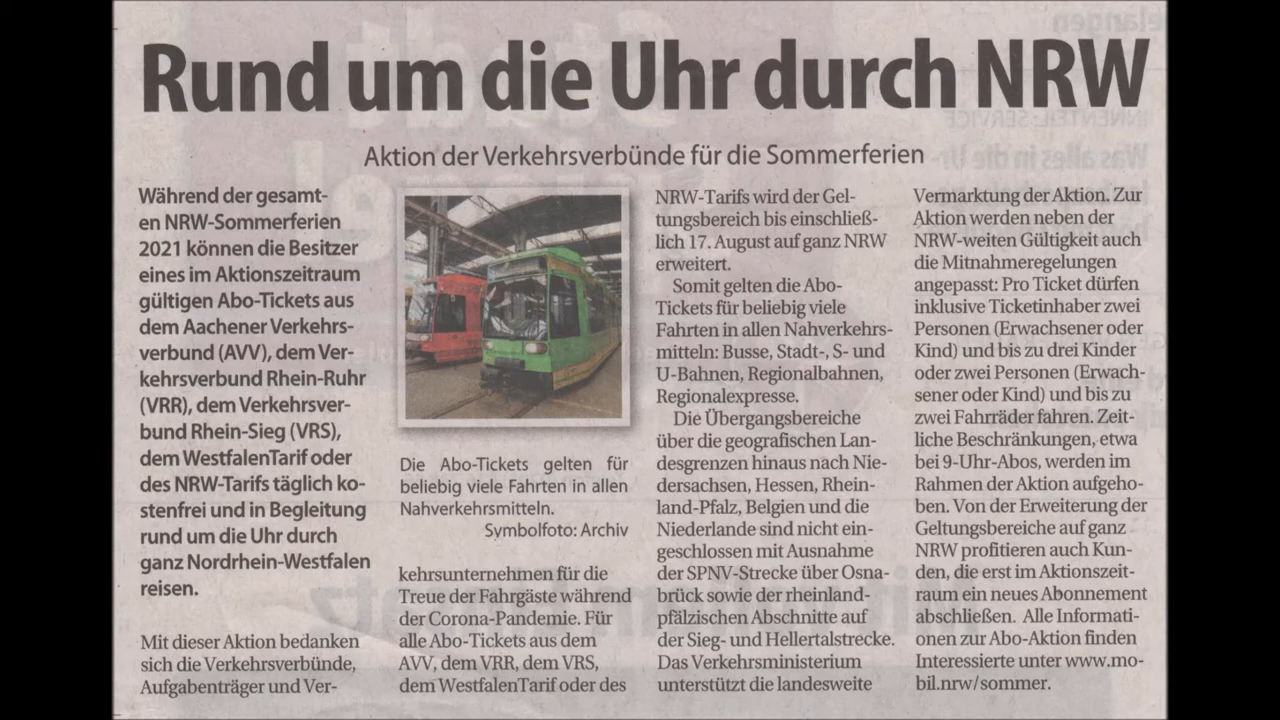 Rund um die Uhr durch NRW
Aktion der Verkehrsverbünde für die Sommerferien
Während der gesamt-
en NRW-Sommerferien
2021 können die Besitzer
eines im Aktionszeitraum
gültigen Abo-Tickets aus
dem Aachener Verkehrs-
verbund (AVV), dem Ver-
kehrsverbund Rhein-Ruhr
(VRR), dem Verkehrsver-
bund Rhein-Sieg (VRS),
dem WestfalenTarif oder
des NRW-Tarifs täglich ko-
stenfrei und in Begleitung
rund um die Uhr durch
ganz Nordrhein-Westfalen
reisen.
Mit dieser Aktion bedanken
sich die Verkehrsverbünde,
Aufgabenträger und Ver-
Die Abo-Tickets gelten für
beliebig viele Fahrten in allen
Nahverkehrsmitteln.
Symbolfoto: Archiv
kehrsunternehmen für die
Treue der Fahrgäste während
der Corona-Pandemie. Für
alle Abo-Tickets aus dem
AVV, dem VRR, dem VRS,
dem WestfalenTarif oder des
NRW-Tarifs wird der Gel-
tungsbereich bis einschließ-
lich 17. August auf ganz NRW
erweitert.
Somit gelten die Abo-
Tickets für beliebig viele
Fahrten in allen Nahverkehrs-
mitteln: Busse, Stadt-, S- und
U-Bahnen, Regionalbahnen,
Regionalexpresse.
Die Übergangsbereiche
über die geografischen Lan-
desgrenzen hinaus nach Nie-
dersachsen, Hessen, Rhein-
land-Pfalz, Belgien und die
Niederlande sind nicht ein-
geschlossen mit Ausnahme
der SPNV-Strecke über Osna-
brück sowie der rheinland-
pfälzischen Abschnitte auf
der Sieg- und Hellertalstrecke.
Das Verkehrsministerium
unterstützt die landesweite
Vermarktung der Aktion. Zur
Aktion werden neben der
NRW-weiten Gültigkeit auch
die Mitnahmeregelungen
angepasst: Pro Ticket dürfen
inklusive Ticketinhaber zwei
Personen (Erwachsener oder
Kind) und bis zu drei Kinder
oder zwei Personen (Erwach-
sener oder Kind) und bis zu
zwei Fahrräder fahren. Zeit-
liche Beschränkungen, etwa
bei 9-Uhr-Abos, werden im
Rahmen der Aktion aufgeho-
ben. Von der Erweiterung der
Geltungsbereiche auf ganz
NRW profitieren auch Kun-
den, die erst im Aktionszeit-
raum ein neues Abonnement
abschließen. Alle Informati-
onen zur Abo-Aktion finden
Interessierte unter www.mo-
bil.nrw/sommer.